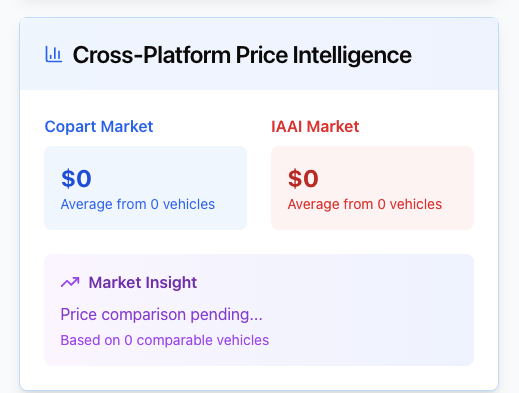 Cross-Platform Price Intelligence
Copart Market
$0
Average from 0 vehicles
IAAI Market
$0
Average from 0 vehicles
Market Insight
Price comparison pending...
Based on 0 comparable vehicles